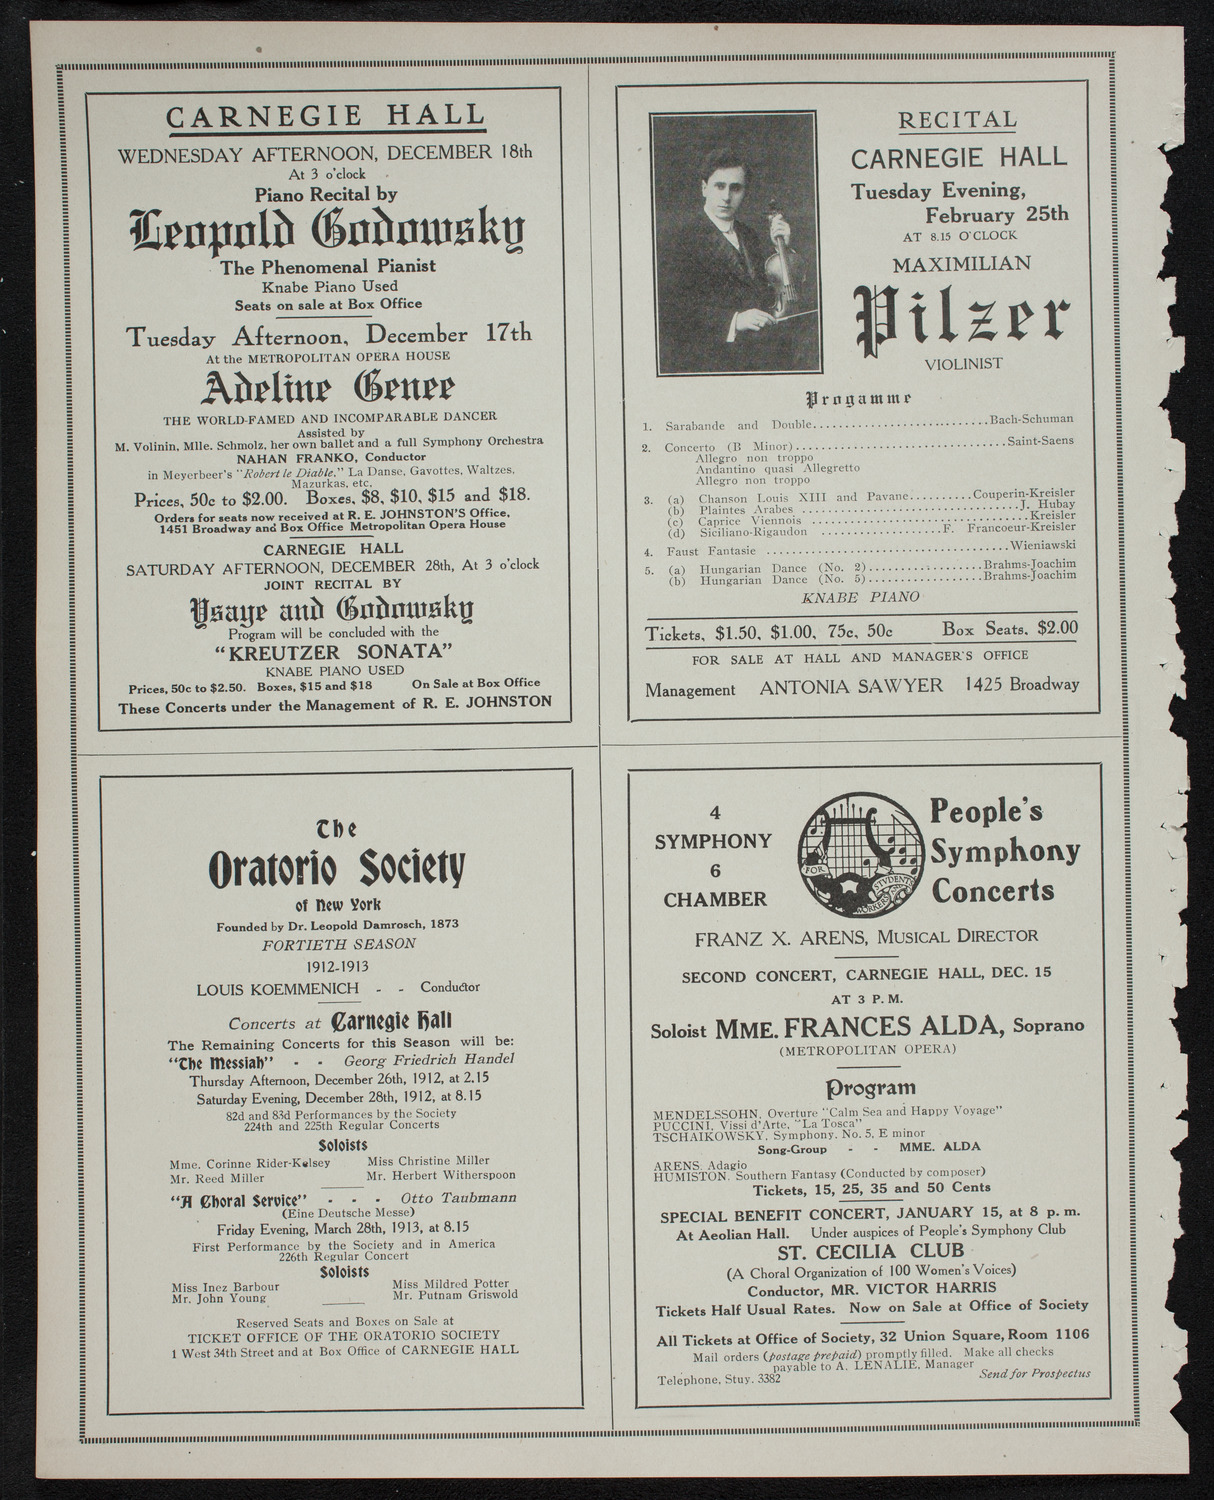 CARNEGIE HALL
WEDNESDAY AFTERNOON, DECEMBER 18th
At 3 o'clock
Piano Recital by
Leopold Godowsky
The Phenomenal Pianist
Knabe Piano Used
Seats on sale at Box Office
Tuesday Afternoon, December 17th
At the METROPOLITAN OPERA HOUSE
Adeline Genee
THE WORLD-FAMED AND INCOMPARABLE DANCER
Assisted by
M. Volinin, Mlle. Schmolz, her own ballet and a full Symphony Orchestra
NAHAN FRANKO, Conductor
in Meyerbeer's "Robert le Diable." La Danse, Gavottes, Waltzes,
Mazurkas, etc.
Prices, 50c to $2.00. Boxes, $8, $10, $15 and $18.
Orders for seats now received at R. E. JOHNSTON'S Office,
1451 Broadway and Box Office Metropolitan Opera House
CARNEGIE HALL
SATURDAY AFTERNOON, DECEMBER 28th, At 3 o'clock
JOINT RECITAL BY
Ysaye and Godowsky
Program will be concluded with the
"KREUTZER SONATA"
KNABE PIANO USED
Prices, 50c to $2.50. Boxes, $15 and $18 On Sale at Box Office
These Concerts under the Management of R. E. JOHNSTON
RECITAL
CARNEGIE HALL
Tuesday Evening,
February 25th
AT 8.15 O'CLOCK
MAXIMILIAN
Pilzer
VIOLINIST
Progamme
1. Sarabande and Double............................Bach-Schuman
2. Concerto (B Minor)..................................Saint-Saens
Allegro non troppo
Andantino quasi Allegretto
Allegro non troppo
3. (a) Chanson Louis XIII and Pavane..........Couperin-Kreisler
(b) Plaintes Arabes ...................................J. Hubay
(c) Caprice Viennois ...................................Kreisler
(d) Siciliano-Rigaudon ...................F. Francoeur-Kreisler
4. Faust Fantasie .......................................Wieniawski
5. (a) Hungarian Dance (No. 2)...................Brahms-Joachim
(b) Hungarian Dance (No. 5)...................Brahms-Joachim
KNABE PIANO
Tickets, $1.50, $1.00, 75c, 50c Box Seats, $2.00
FOR SALE AT HALL AND MANAGER'S OFFICE
Management ANTONIA SAWYER 1425 Broadway
The
Oratorio Society
of New York
Founded by Dr. Leopold Damrosch, 1873
FORTIETH SEASON
1912-1913
LOUIS KOEMMENICH - - Conductor
Concerts at Carnegie Hall
The Remaining Concerts for this Season will be:
"The Messiah" - - Georg Friedrich Handel
Thursday Afternoon, December 26th, 1912, at 2.15
Saturday Evening, December 28th, 1912, at 8.15
82d and 83d Performances by the Society
224th and 225th Regular Concerts
Soloists
Mme. Corinne Rider-Kelsey Miss Christine Miller
Mr. Reed Miller Mr. Herbert Witherspoon
"A Choral Service" - - - Otto Taubmann
(Eine Deutsche Messe)
Friday Evening, March 28th, 1913, at 8.15
First Performance by the Society and in America
226th Regular Concert
Soloists
Miss Inez Barbour Miss Mildred Potter
Mr. John Young Mr. Putnam Griswold
Reserved Seats and Boxes on Sale at
TICKET OFFICE OF THE ORATORIO SOCIETY
1 West 34th Street and at Box Office of CARNEGIE HALL
4
SYMPHONY
6
CHAMBER
FOR
STUDENTS
AND
WORKERS
People's
Symphony
Concerts
FRANZ X. ARENS, MUSICAL DIRECTOR
SECOND CONCERT, CARNEGIE HALL, DEC. 15
AT 3 P. M.
Soloist MME. FRANCES ALDA, Soprano
(METROPOLITAN OPERA)
Program
MENDELSSOHN, Overture "Calm Sea and Happy Voyage"
PUCCINI, Vissi d'Arte, "La Tosca"
TSCHAIKOWSKY, Symphony, No. 5, E minor
Song-Group - - MME. ALDA
ARENS, Adagio
HUMISTON, Southern Fantasy (Conducted by composer)
Tickets, 15, 25, 35 and 50 Cents
SPECIAL BENEFIT CONCERT, JANUARY 15, at 8 p. m.
At Aeolian Hall. Under auspices of People's Symphony Club
ST. CECILIA CLUB
(A Choral Organization of 100 Women's Voices)
Conductor, MR. VICTOR HARRIS
Tickets Half Usual Rates. Now on Sale at Office of Society
All Tickets at Office of Society, 32 Union Square, Room 1106
Mail orders (postage prepaid) promptly filled. Make all checks
payable to A. LENALIE, Manager
Telephone, Stuy. 3382 Send for Prospectus